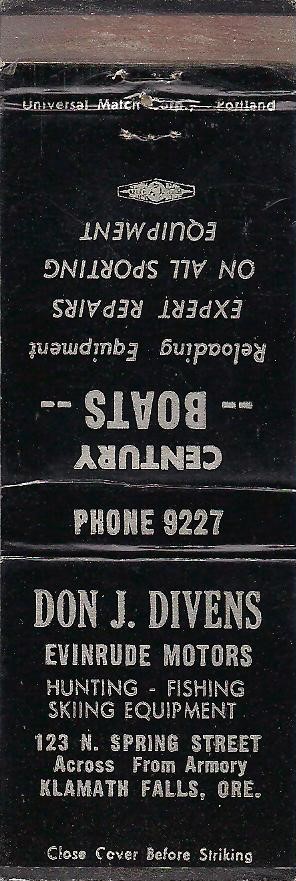 Universal Match Corp., Portland
CENTURY
-- BOATS --
Reloading Equipment
EXPERT REPAIRS
ON ALL SPORTING
EQUIPMENT
PHONE 9227
DON J. DIVENS
EVINRUDE MOTORS
HUNTING - FISHING
SKIING EQUIPMENT
123 N. SPRING STREET
Across From Armory
KLAMATH FALLS, ORE.
Close Cover Before Striking